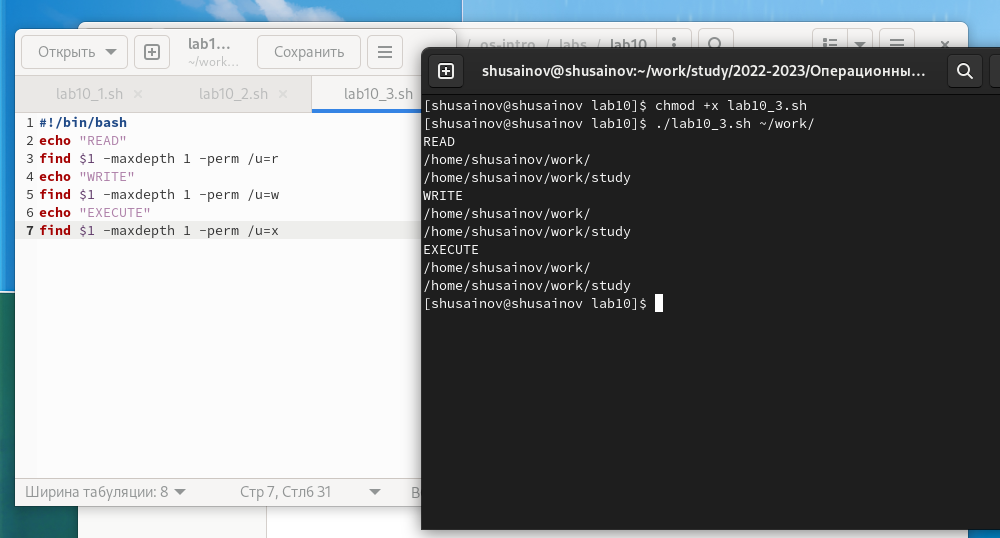 / os-intro / labs / lab10
Открыть
lab1...
~/work...
Сохранить
lab10_1.sh ×
lab10_2.sh ×
lab10_3.sh
1 #!/bin/bash
2 echo "READ"
3 find $1 -maxdepth 1 -perm /u=r
4 echo "WRITE"
5 find $1 -maxdepth 1 -perm /u=w
6 echo "EXECUTE"
7 find $1 -maxdepth 1 -perm /u=x
Ширина табуляции: 8
Стр 7, Стлб 31
shusainov@shusainov:~/work/study/2022-2023/Операционны...
[shusainov@shusainov lab10]$ chmod +x lab10_3.sh
[shusainov@shusainov lab10]$ ./lab10_3.sh ~/work/
READ
/home/shusainov/work/
/home/shusainov/work/study
WRITE
/home/shusainov/work/
/home/shusainov/work/study
EXECUTE
/home/shusainov/work/
/home/shusainov/work/study
[shusainov@shusainov lab10]$